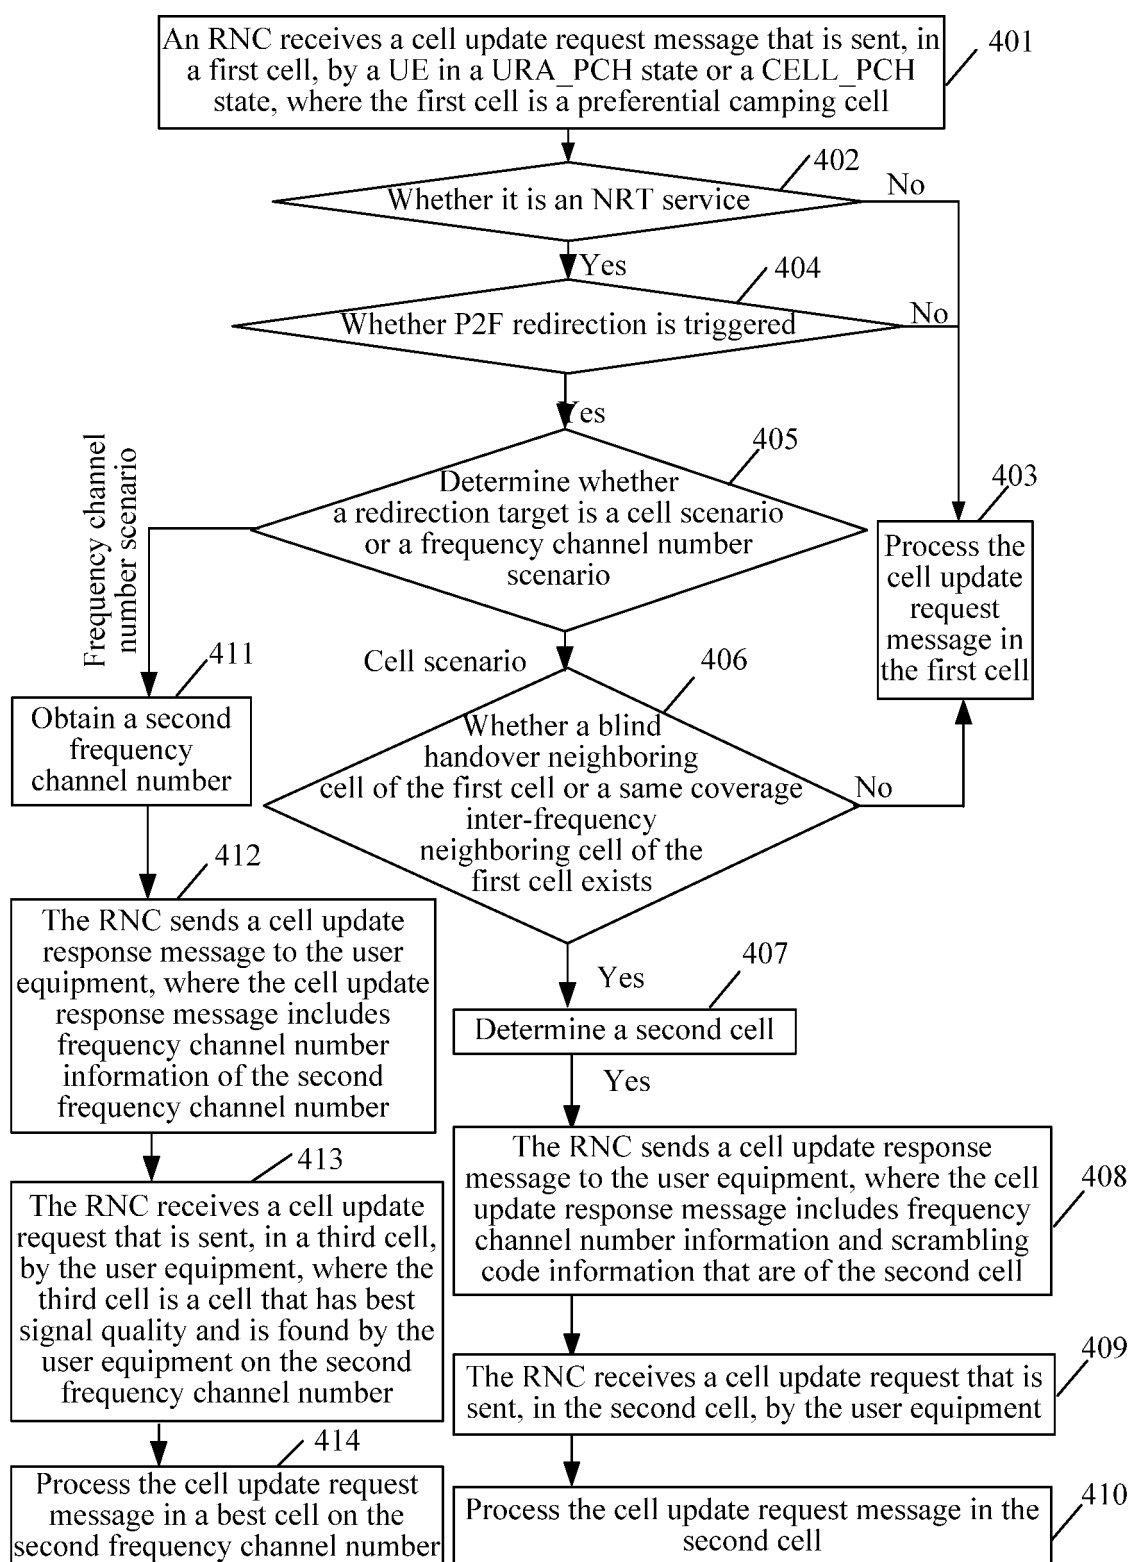 An RNC receives a cell update request message that is sent, in
a first cell, by a UE in a URA_PCH state or a CELL_PCH
state, where the first cell is a preferential camping cell
401
402
Whether it is an NRT service
No
Yes
404
Whether P2F redirection is triggered
No
Yes
405
Determine whether
a redirection target is a cell scenario
or a frequency channel number
scenario
403
Process the
cell update
request
message in
the first cell
Frequency channel
number scenario
Cell scenario
411
Obtain a second
frequency
channel number
406
Whether a blind
handover neighboring
cell of the first cell or a same coverage
inter-frequency
neighboring cell of the
first cell exists
No
412
The RNC sends a cell update
response message to the user
equipment, where the cell update
response message includes
frequency channel number
information of the second
frequency channel number
Yes
407
Determine a second cell
Yes
The RNC sends a cell update response
message to the user equipment, where the cell
update response message includes frequency
channel number information and scrambling
code information that are of the second cell
408
413
The RNC receives a cell update
request that is sent, in a third cell,
by the user equipment, where the
third cell is a cell that has best
signal quality and is found by the
user equipment on the second
frequency channel number
409
The RNC receives a cell update request that is
sent, in the second cell, by the user equipment
414
Process the cell update request
message in a best cell on the
second frequency channel number
410
Process the cell update request message in the
second cell